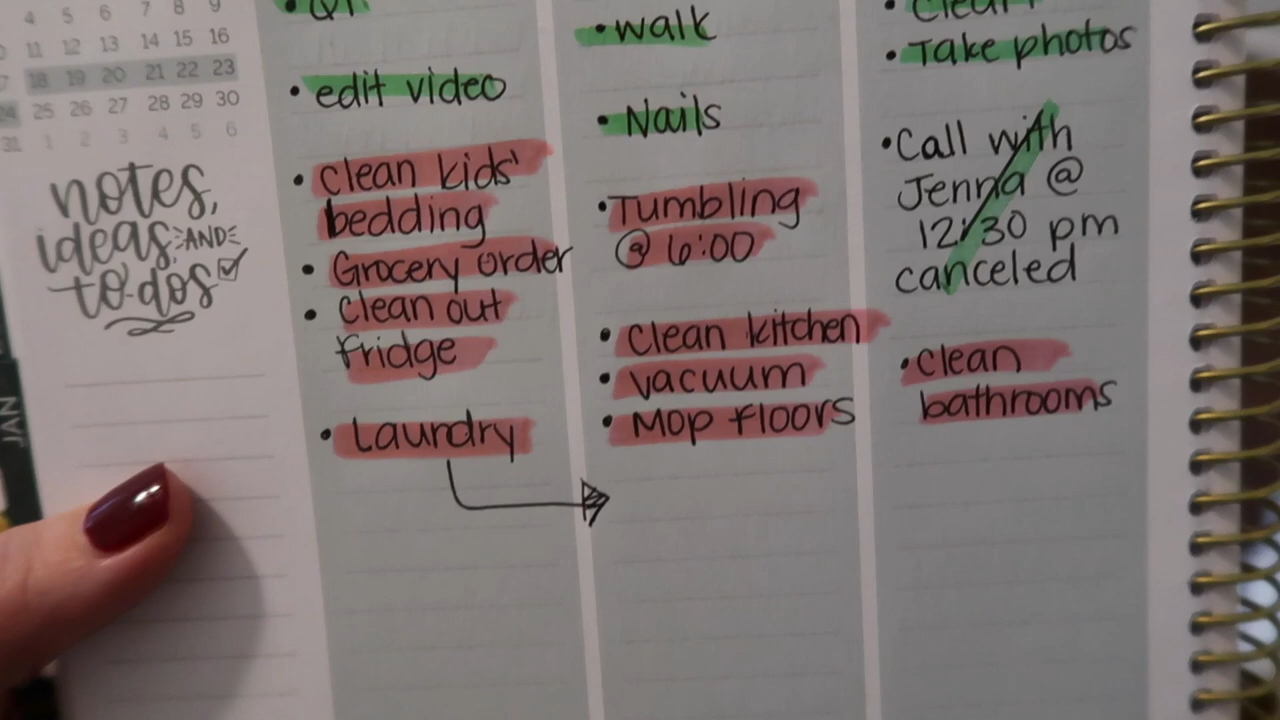 4 5 6 7 8 9
11 12 13 14 15 16
18 19 20 21 22 23
24 25 26 27 28 29 30
31 1 2 3 4 5 6
notes,
ideas, AND
to-dos
JAN
• QT
• edit video
• clean kids'
bedding
• Grocery order
• clean out
fridge
• Laundry
• walk
• Nails
• Tumbling
@ 6:00
• Clean kitchen
• vacuum
• Mop floors
• Take photos
• Call with
Jenna @
12:30 pm
canceled
• clean
bathrooms